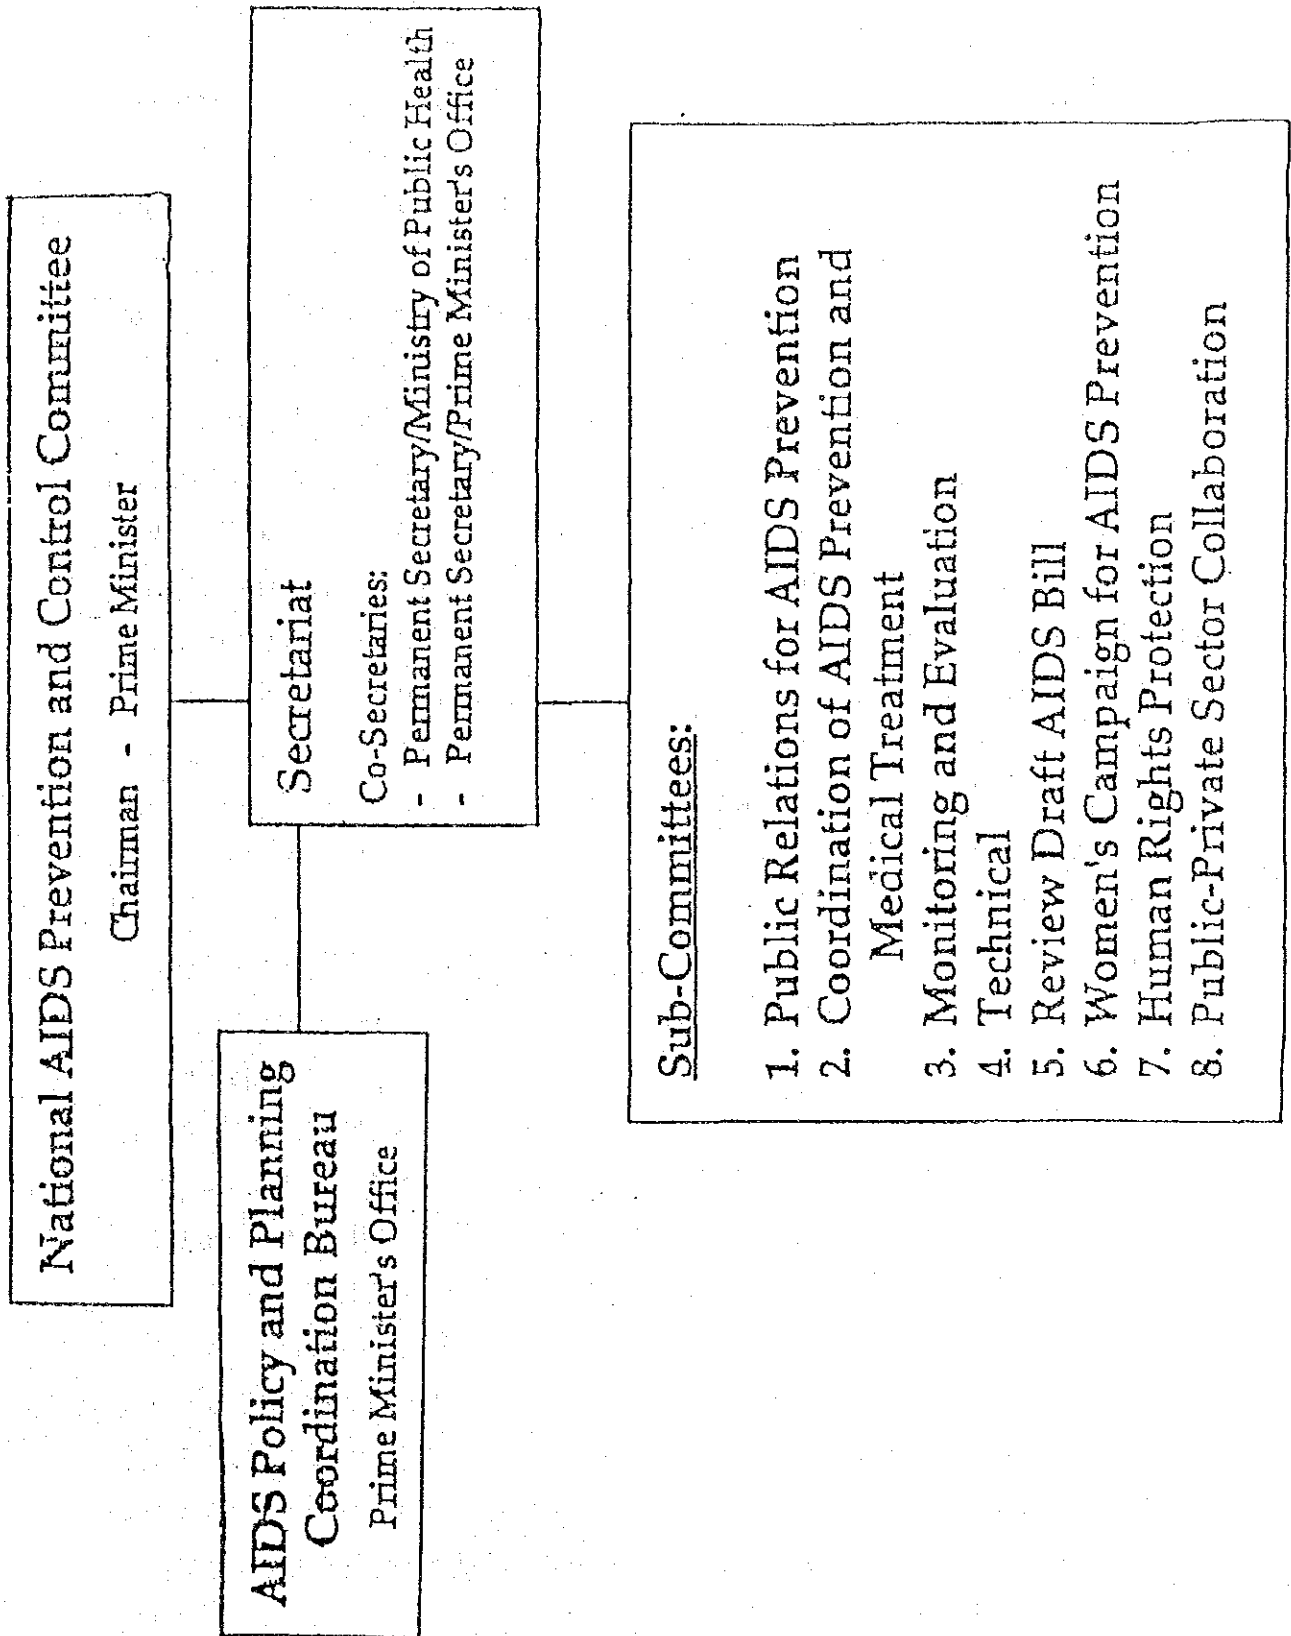 National AIDS Prevention and Control Committee
Chairman - Prime Minister
AIDS Policy and Planning
Coordination Bureau
Prime Minister's Office
Secretariat
Co-Secretaries:
- Permanent Secretary/Ministry of Public Health
- Permanent Secretary/Prime Minister's Office
Sub-Committees:
1. Public Relations for AIDS Prevention
2. Coordination of AIDS Prevention and
Medical Treatment
3. Monitoring and Evaluation
4. Technical
5. Review Draft AIDS Bill
6. Women's Campaign for AIDS Prevention
7. Human Rights Protection
8. Public-Private Sector Collaboration